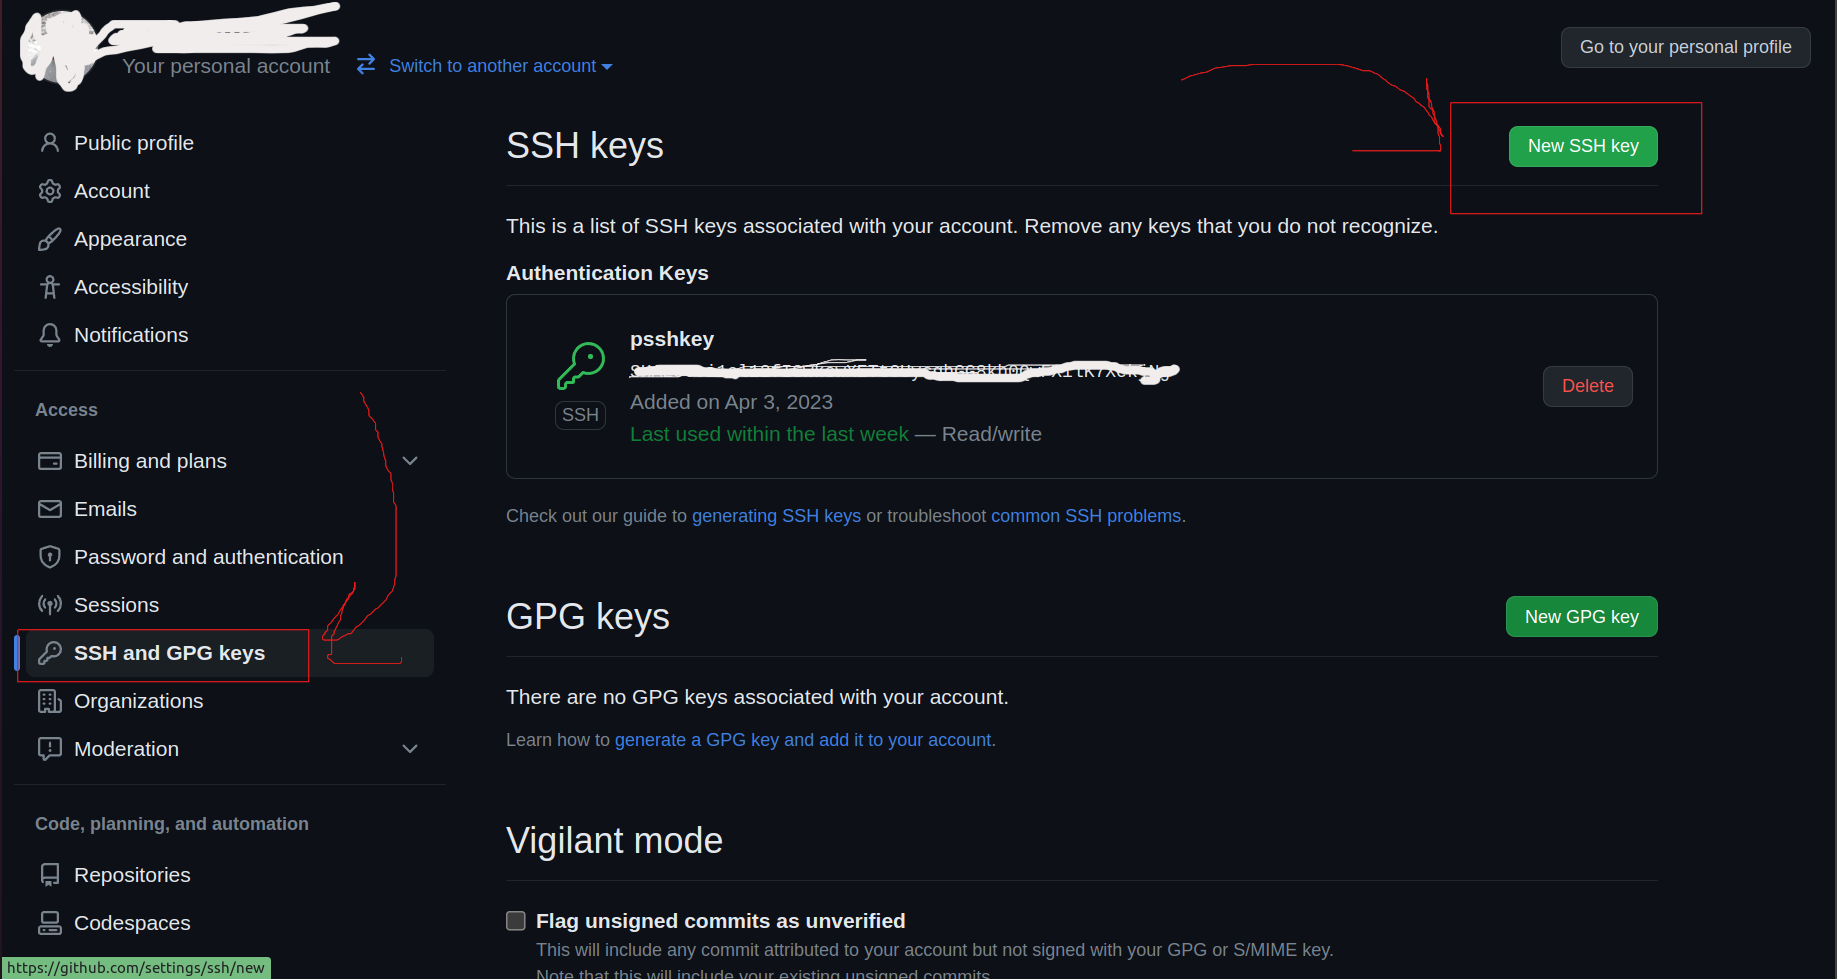 Your personal account
Switch to another account
Go to your personal profile
Public profile
Account
Appearance
Accessibility
Notifications
Access
Billing and plans
Emails
Password and authentication
Sessions
SSH and GPG keys
Organizations
Moderation
Code, planning, and automation
Repositories
Codespaces
SSH keys
New SSH key
This is a list of SSH keys associated with your account. Remove any keys that you do not recognize.
Authentication Keys
psshkey
SSH
Added on Apr 3, 2023
Last used within the last week — Read/write
Delete
Check out our guide to generating SSH keys or troubleshoot common SSH problems.
GPG keys
New GPG key
There are no GPG keys associated with your account.
Learn how to generate a GPG key and add it to your account.
Vigilant mode
Flag unsigned commits as unverified
This will include any commit attributed to your account but not signed with your GPG or S/MIME key.
Note that this will include your existing unsigned commits.
https://github.com/settings/ssh/new